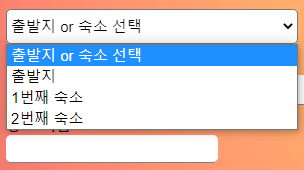 출발지 or 숙소 선택
출발지 or 숙소 선택
출발지
1번째 숙소
2번째 숙소